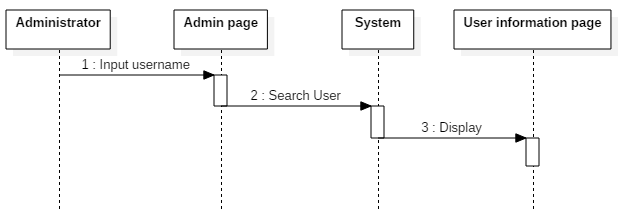 Administrator
Admin page
System
User information page
1 : Input username
2 : Search User
3 : Display